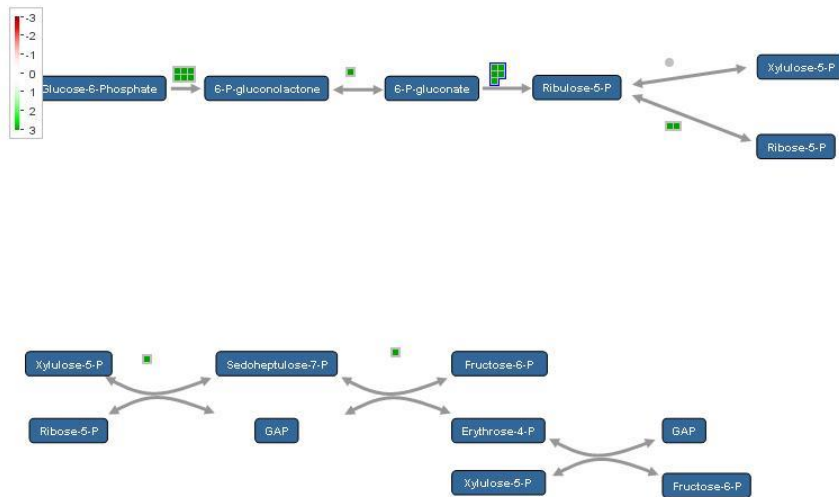 -3
-2
-1
0
1
2
3
Glucose-6-Phosphate
6-P-gluconolactone
6-P-gluconate
Ribulose-5-P
Xylulose-5-P
Ribose-5-P
Xylulose-5-P
Sedoheptulose-7-P
Fructose-6-P
Ribose-5-P
GAP
Erythrose-4-P
GAP
Xylulose-5-P
Fructose-6-P